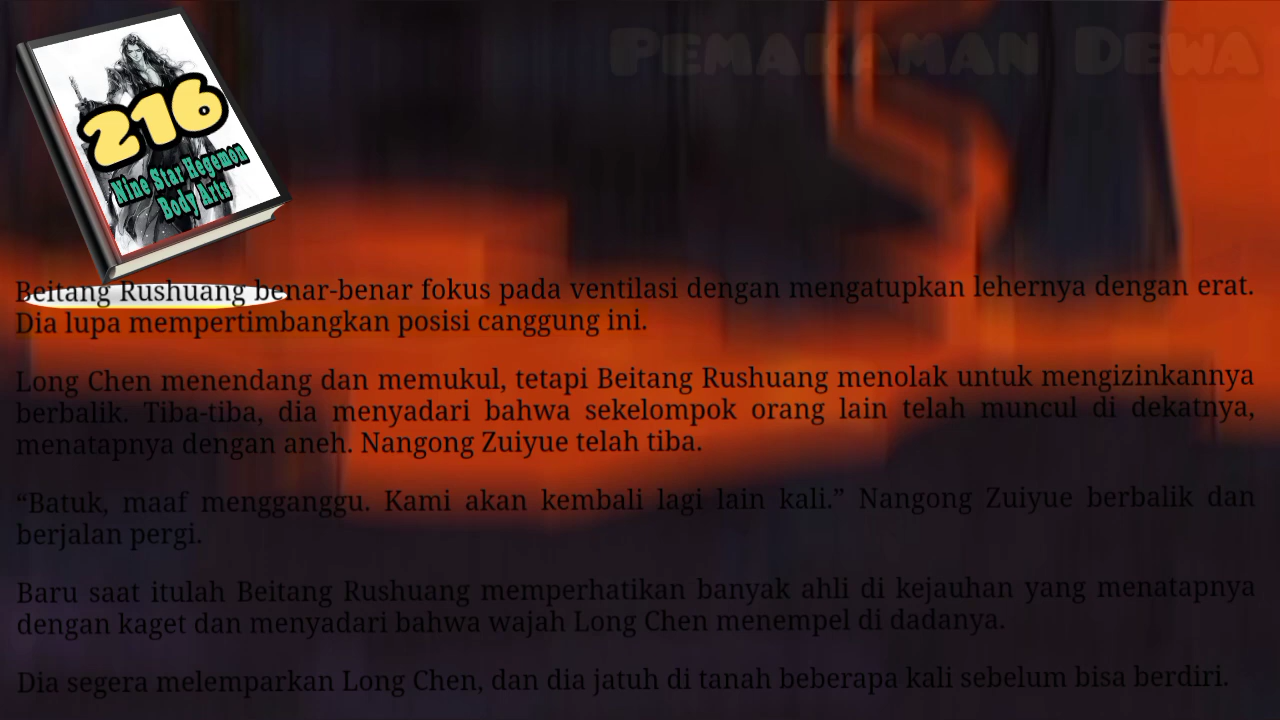 Pemakaman Dewa
216
Nine Star Hegemon
Body Arts
Beitang Rushuang benar-benar fokus pada ventilasi dengan mengatupkan lehernya dengan erat.
Dia lupa mempertimbangkan posisi canggung ini.
Long Chen menendang dan memukul, tetapi Beitang Rushuang menolak untuk mengizinkannya
berbalik. Tiba-tiba, dia menyadari bahwa sekelompok orang lain telah muncul di dekatnya,
menatapnya dengan aneh. Nangong Zuiyue telah tiba.
“Batuk, maaf mengganggu. Kami akan kembali lagi lain kali.” Nangong Zuiyue berbalik dan
berjalan pergi.
Baru saat itulah Beitang Rushuang memperhatikan banyak ahli di kejauhan yang menatapnya
dengan kaget dan menyadari bahwa wajah Long Chen menempel di dadanya.
Dia segera melemparkan Long Chen, dan dia jatuh di tanah beberapa kali sebelum bisa berdiri.